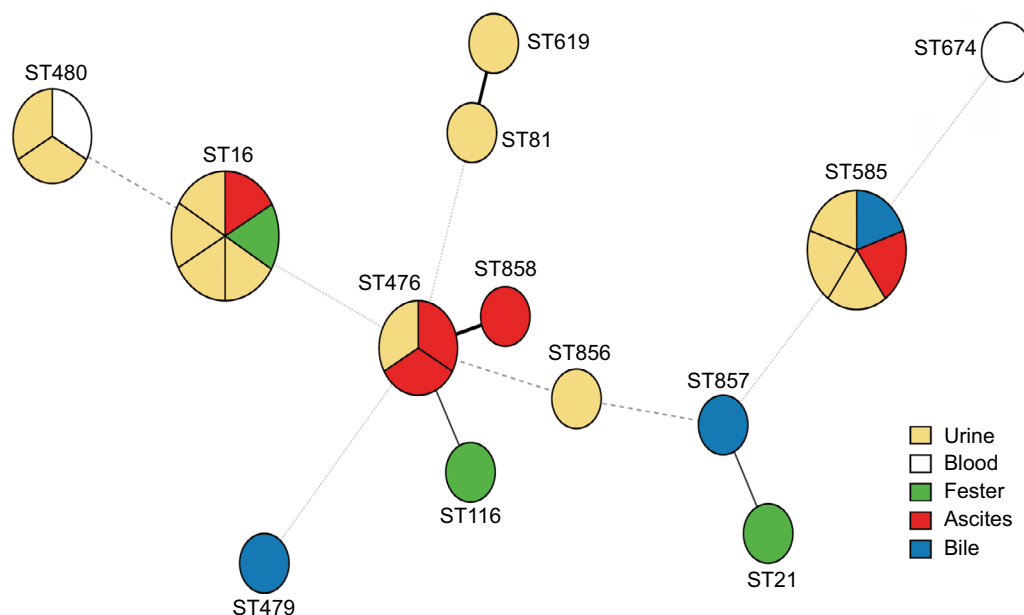 ST619
ST674
ST480
ST81
ST16
ST585
ST858
ST476
ST856
ST857
Urine
Blood
Fester
Ascites
Bile
ST116
ST21
ST479